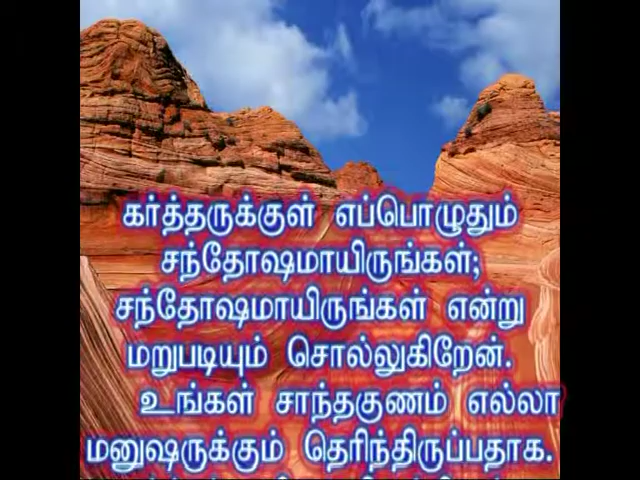 கர்த்தருக்குள் எப்பொழுதும்
சந்தோஷமாயிருங்கள்;
சந்தோஷமாயிருங்கள் என்று
மறுபடியும் சொல்லுகிறேன்.
உங்கள் சாந்தகுணம் எல்லா
மனுஷருக்கும் தெரிந்திருப்பதாக.